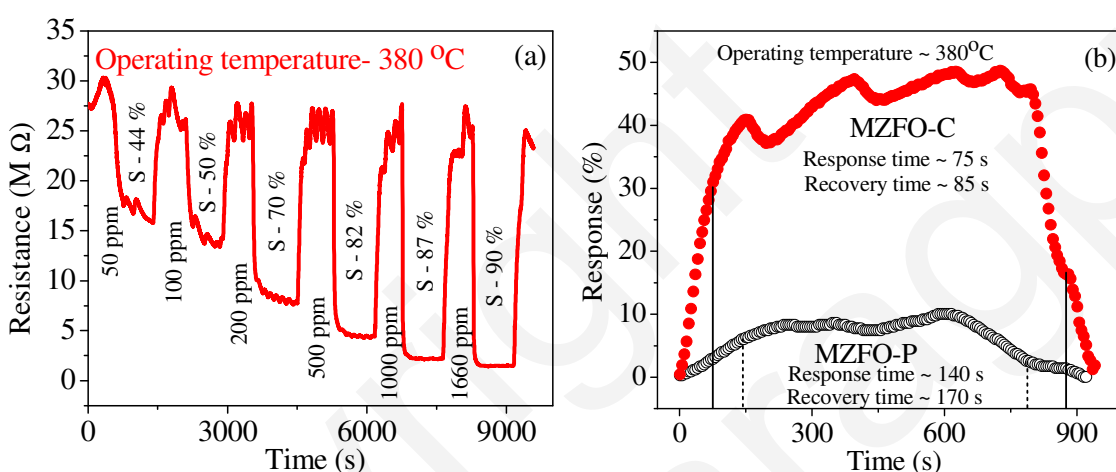 Operating temperature- 380 ⁰C
(a)
Resistance (M Ω)
35
30
25
20
15
10
5
0
S - 44 %
50 ppm
S - 50 %
100 ppm
S - 70 %
200 ppm
S - 82 %
500 ppm
S - 87 %
1000 ppm
S - 90 %
1660 ppm
0
3000
6000
9000
Time (s)
Operating temperature ~ 380°C
(b)
Response (%)
50
40
30
20
10
0
MZFO-C
Response time ~ 75 s
Recovery time ~ 85 s
MZFO-P
Response time ~ 140 s
Recovery time ~ 170 s
0
300
600
900
Time (s)